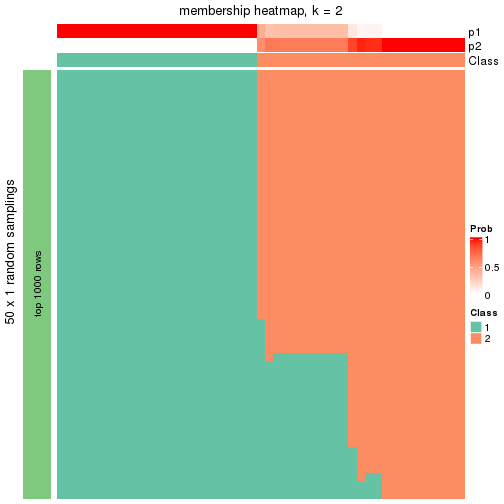 membership heatmap, k = 2
p1
p2
Class
50 x 1 random samplings
top 1000 rows
Prob
1
0.5
0
Class
1
2